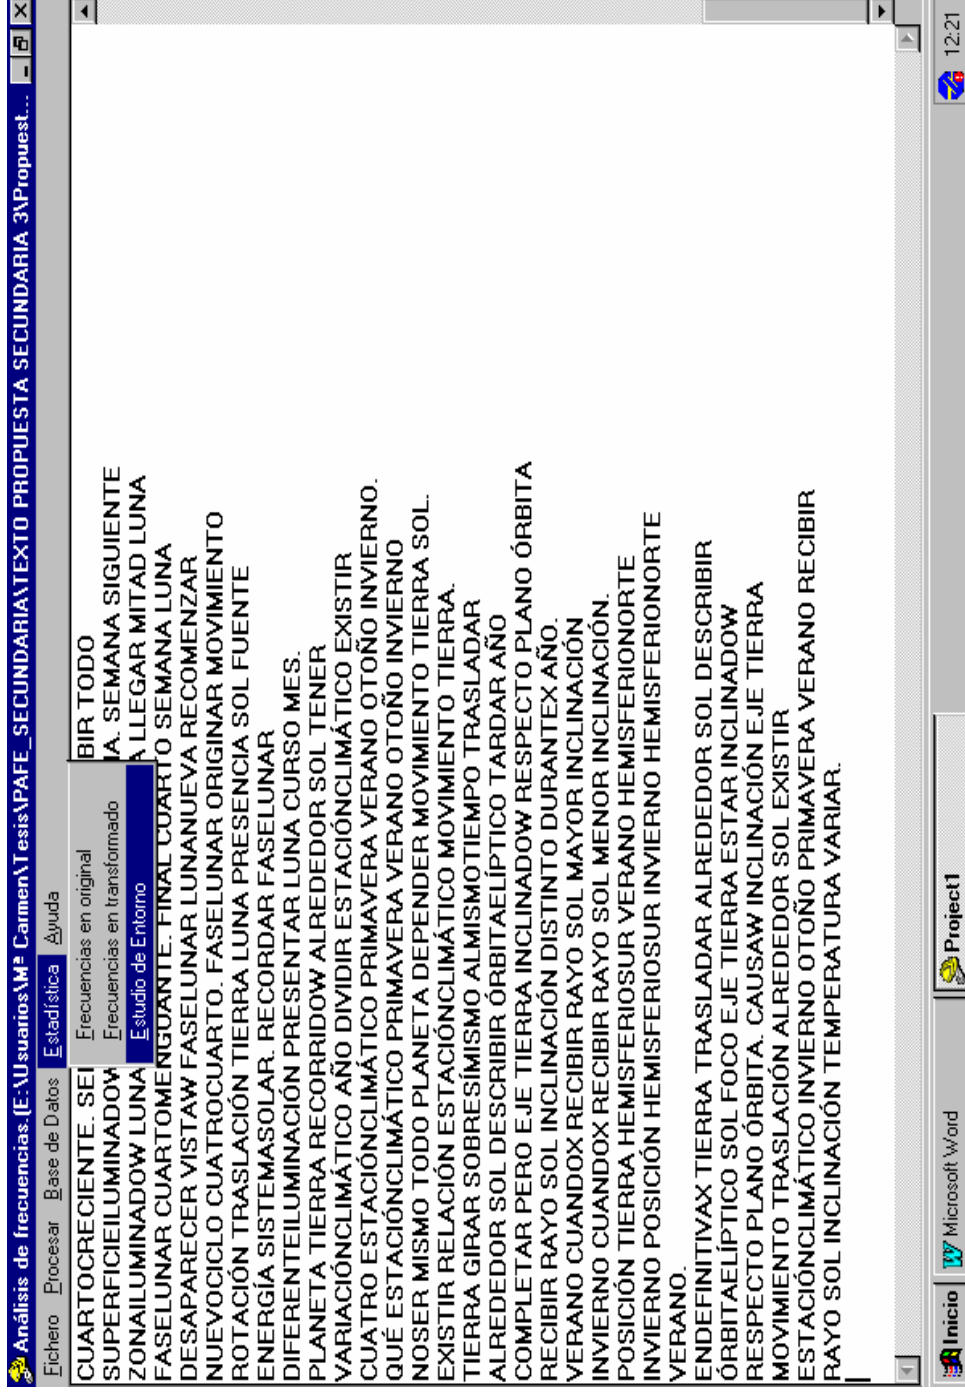 Análisis de frecuencias.(E:\Usuarios\Mª Carmen\Tesis\PAFE_SECUNDARIA\TEXTO PROPUESTA SECUNDARIA 3\Propuest...
Fichero Procesar Base de Datos Estadística Ayuda
Frecuencias en original
Frecuencias en transformado
Estudio de Entorno
CUARTOCRECIENTE. SE BIR TODO
SUPERFICIEILUMINADOW A. SEMANA SIGUIENTE
ZONAILUMINADOW LUNA A LLEGAR MITAD LUNA
FASELUNAR CUARTOMENGUANTE. FINAL CUARTO SEMANA LUNA
DESAPARECER VISTAW FASELUNAR LUNANUEVA RECOMENZAR
NUEVOCICLO CUATROCUARTO. FASELUNAR ORIGINAR MOVIMIENTO
ROTACIÓN TRASLACIÓN TIERRA LUNA PRESENCIA SOL FUENTE
ENERGÍA SISTEMASOLAR. RECORDAR FASELUNAR
DIFERENTEILUMINACIÓN PRESENTAR LUNA CURSO MES.
PLANETA TIERRA RECORRIDOW ALREDEDOR SOL TENER
VARIACIÓNCLIMÁTICO AÑO DIVIDIR ESTACIÓNCLIMÁTICO EXISTIR
CUATRO ESTACIÓNCLIMÁTICO PRIMAVERA VERANO OTOÑO INVIERNO.
QUÉ ESTACIÓNCLIMÁTICO PRIMAVERA VERANO OTOÑO INVIERNO
NOSER MISMO TODO PLANETA DEPENDER MOVIMIENTO TIERRA SOL.
EXISTIR RELACIÓN ESTACIÓNCLIMÁTICO MOVIMIENTO TIERRA.
TIERRA GIRAR SOBRESÍMISMO ALMISMOTIEMPO TRASLADAR
ALREDEDOR SOL DESCRIBIR ÓRBITAELÍPTICO TARDAR AÑO
COMPLETAR PERO EJE TIERRA INCLINADOW RESPECTO PLANO ÓRBITA
RECIBIR RAYO SOL INCLINACIÓN DISTINTO DURANTEX AÑO.
VERANO CUANDOX RECIBIR RAYO SOL MAYOR INCLINACIÓN
INVIERNO CUANDOX RECIBIR RAYO SOL MENOR INCLINACIÓN.
POSICIÓN TIERRA HEMISFERIOSUR VERANO HEMISFERIONORTE
INVIERNO POSICIÓN HEMISFERIOSUR INVIERNO HEMISFERIONORTE
VERANO.
ENDEFINITIVAX TIERRA TRASLADAR ALREDEDOR SOL DESCRIBIR
ÓRBITAELÍPTICO SOL FOCO EJE TIERRA ESTAR INCLINADOW
RESPECTO PLANO ÓRBITA. CAUSAW INCLINACIÓN EJE TIERRA
MOVIMIENTO TRASLACIÓN ALREDEDOR SOL EXISTIR
ESTACIÓNCLIMÁTICO INVIERNO OTOÑO PRIMAVERA VERANO RECIBIR
RAYO SOL INCLINACIÓN TEMPERATURA VARIAR.
Inicio Microsoft Word Project1 12:21